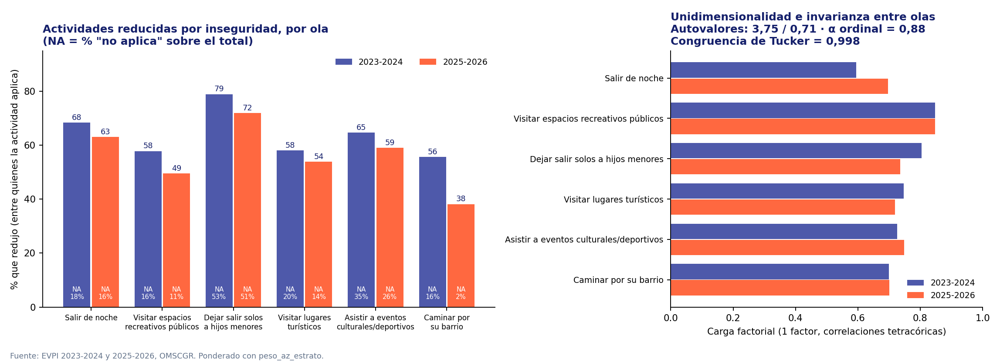 Actividades reducidas por inseguridad, por ola
(NA = % "no aplica" sobre el total)
% que redujo (entre quienes la actividad aplica)
80
60
40
20
0
2023-2024
2025-2026
68
63
58
49
79
72
58
54
65
59
56
38
NA
18%
NA
16%
NA
16%
NA
11%
NA
53%
NA
51%
NA
20%
NA
14%
NA
35%
NA
26%
NA
16%
NA
2%
Salir de noche
Visitar espacios
recreativos públicos
Dejar salir solos
a hijos menores
Visitar lugares
turísticos
Asistir a eventos
culturales/deportivos
Caminar por
su barrio
Unidimensionalidad e invarianza entre olas
Autovalores: 3,75 / 0,71 · α ordinal = 0,88
Congruencia de Tucker = 0,998
Salir de noche
Visitar espacios recreativos públicos
Dejar salir solos a hijos menores
Visitar lugares turísticos
Asistir a eventos culturales/deportivos
Caminar por su barrio
2023-2024
2025-2026
0.0
0.2
0.4
0.6
0.8
1.0
Carga factorial (1 factor, correlaciones tetracóricas)
Fuente: EVPI 2023-2024 y 2025-2026, OMSCGR. Ponderado con peso_az_estrato.